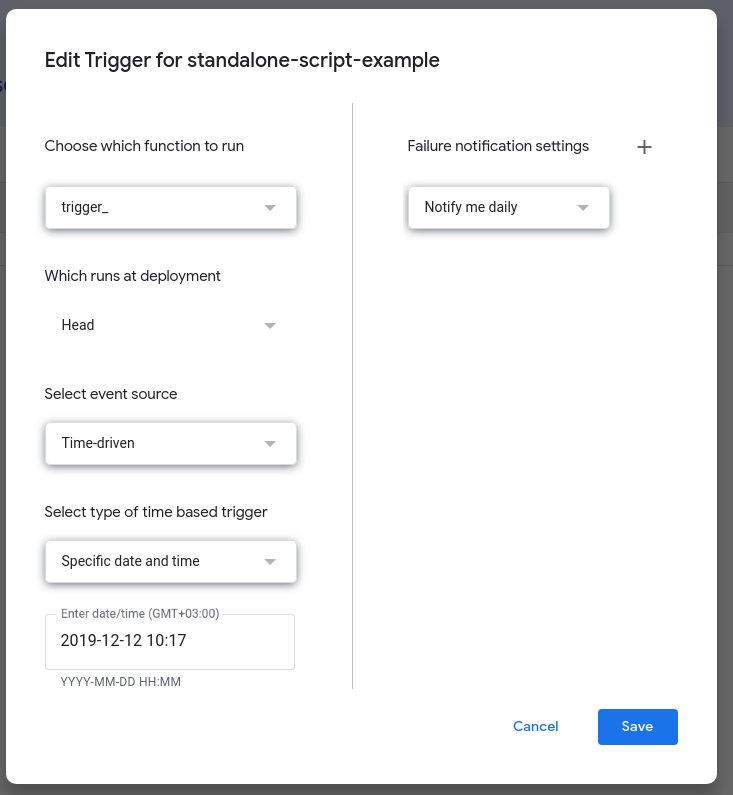 Edit Trigger for standalone-script-example
Choose which function to run
trigger_
Which runs at deployment
Head
Select event source
Time-driven
Select type of time based trigger
Specific date and time
Enter date/time (GMT+03:00)
2019-12-12 10:17
YYYY-MM-DD HH:MM
Failure notification settings
Notify me daily
Cancel
Save